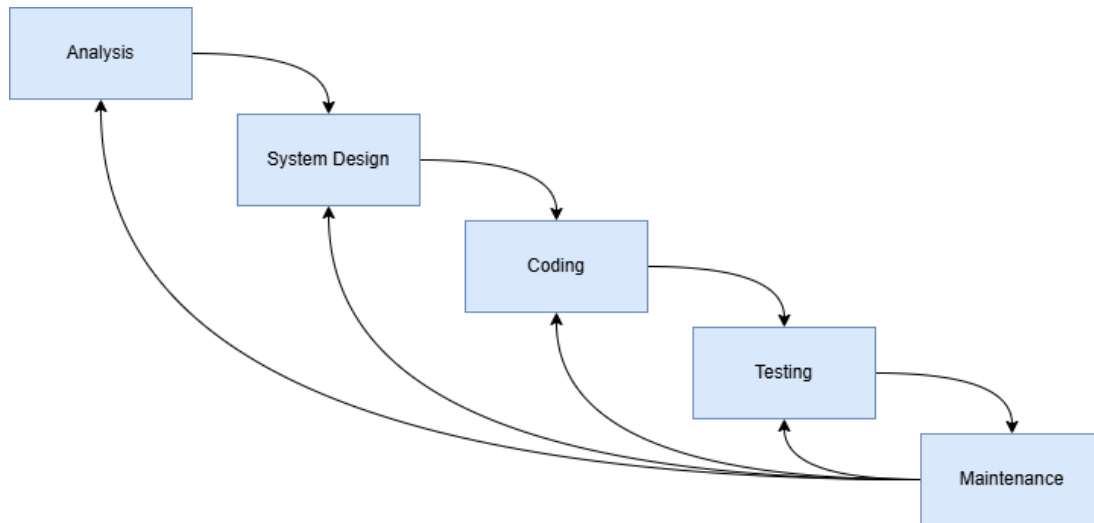 Analysis
System Design
Coding
Testing
Maintenance